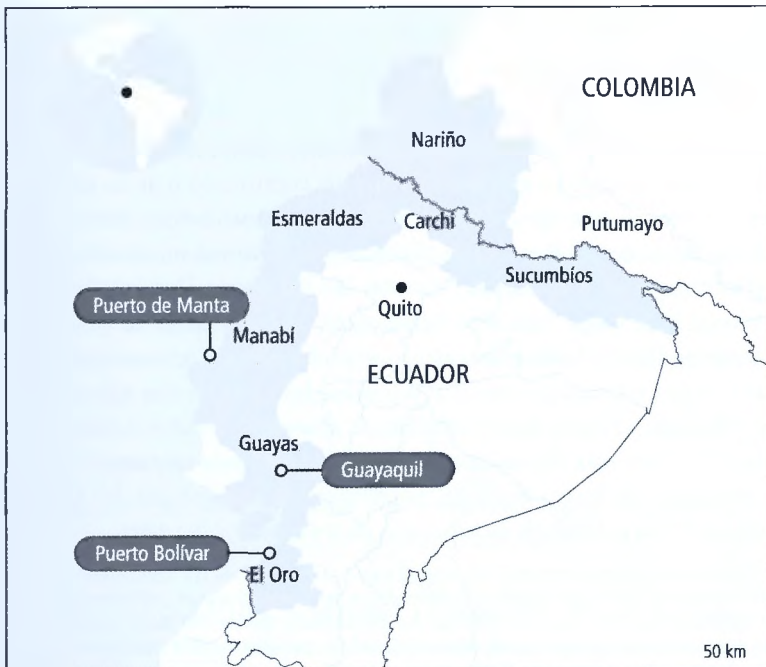 COLOMBIA
Nariño
Esmeraldas
Carchi
Putumayo
Sucumbíos
Puerto de Manta
Quito
Manabí
ECUADOR
Guayas
Guayaquil
Puerto Bolívar
El Oro
50 km